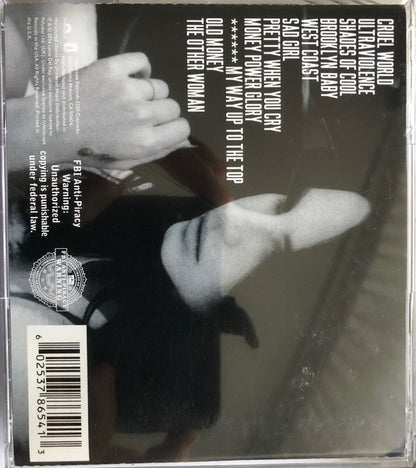 CRUEL WORLD
ULTRAVIOLENCE
SHADES OF COOL
BROOKLYN BABY
WEST COAST
SAD GIRL
PRETTY WHEN YOU CRY
MONEY POWER GLORY
****** MY WAY UP TO THE TOP
OLD MONEY
THE OTHER WOMAN
FBI Anti-Piracy
Warning:
Unauthorized
copying is punishable
under federal law.
6 02537 86541 3